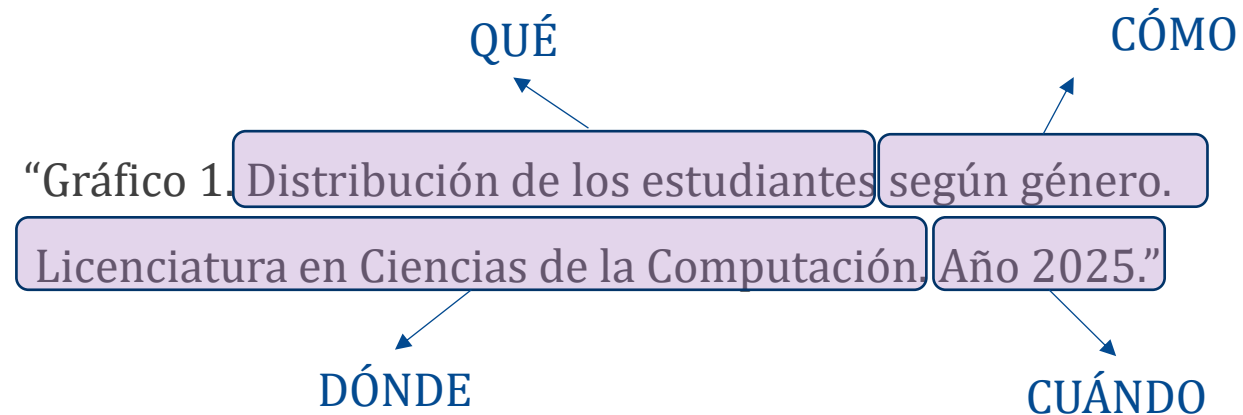 QUÉ
CÓMO
“Gráfico 1. Distribución de los estudiantes según género.
Licenciatura en Ciencias de la Computación. Año 2025.”
DÓNDE
CUÁNDO